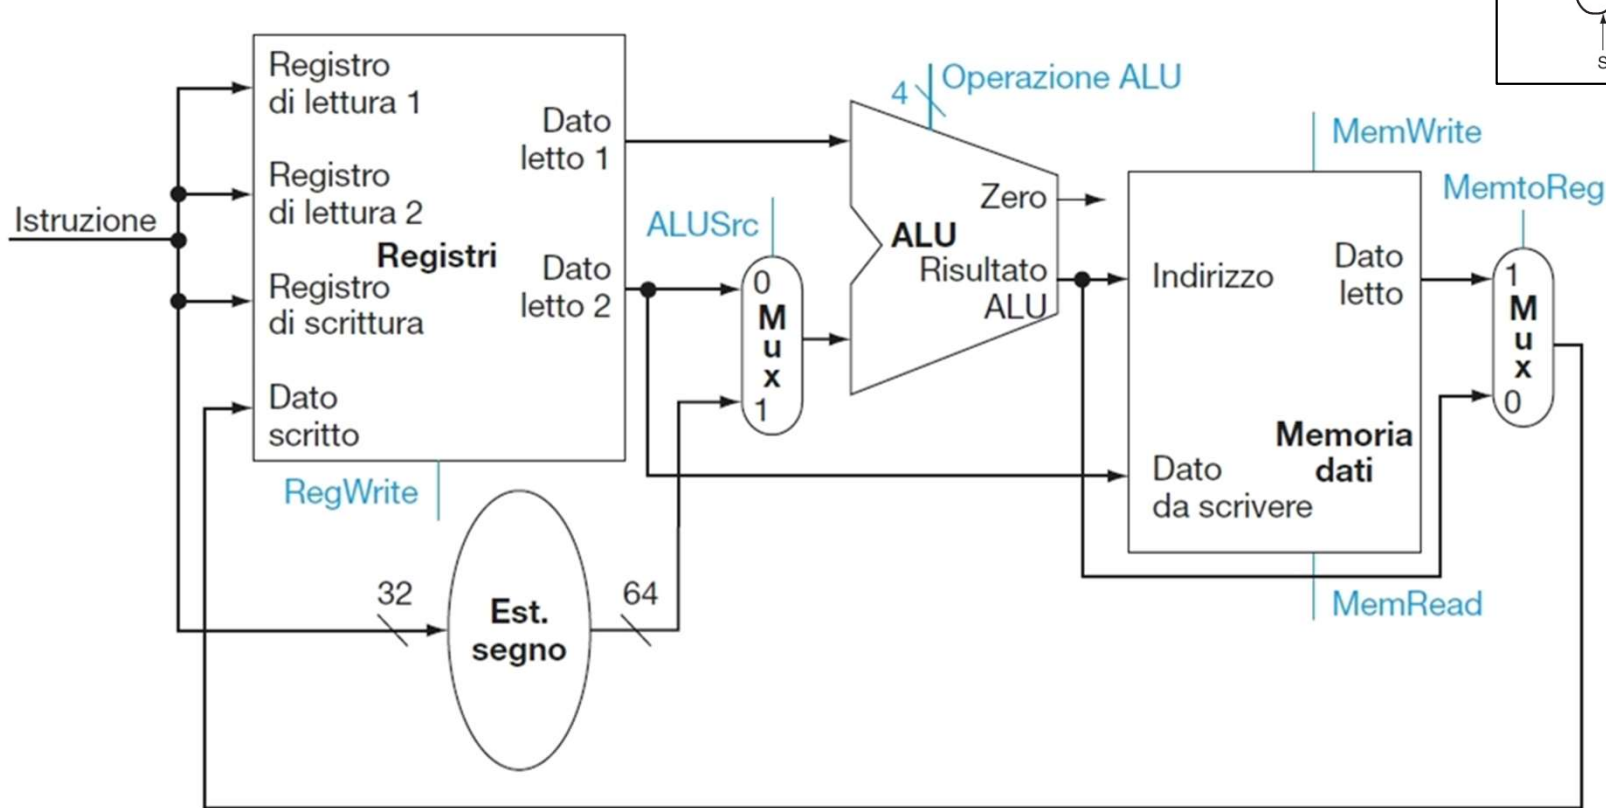 Istruzione
Registro
di lettura 1
Registro
di lettura 2
Registri
Registro
di scrittura
Dato
scritto
Dato
letto 1
Dato
letto 2
RegWrite
32
Est.
segno
64
ALUSrc
0
M
u
x
1
4
Operazione ALU
Zero
ALU
Risultato
ALU
MemWrite
Indirizzo
Dato
letto
Memoria
dati
Dato
da scrivere
MemRead
MemtoReg
1
M
u
x
0